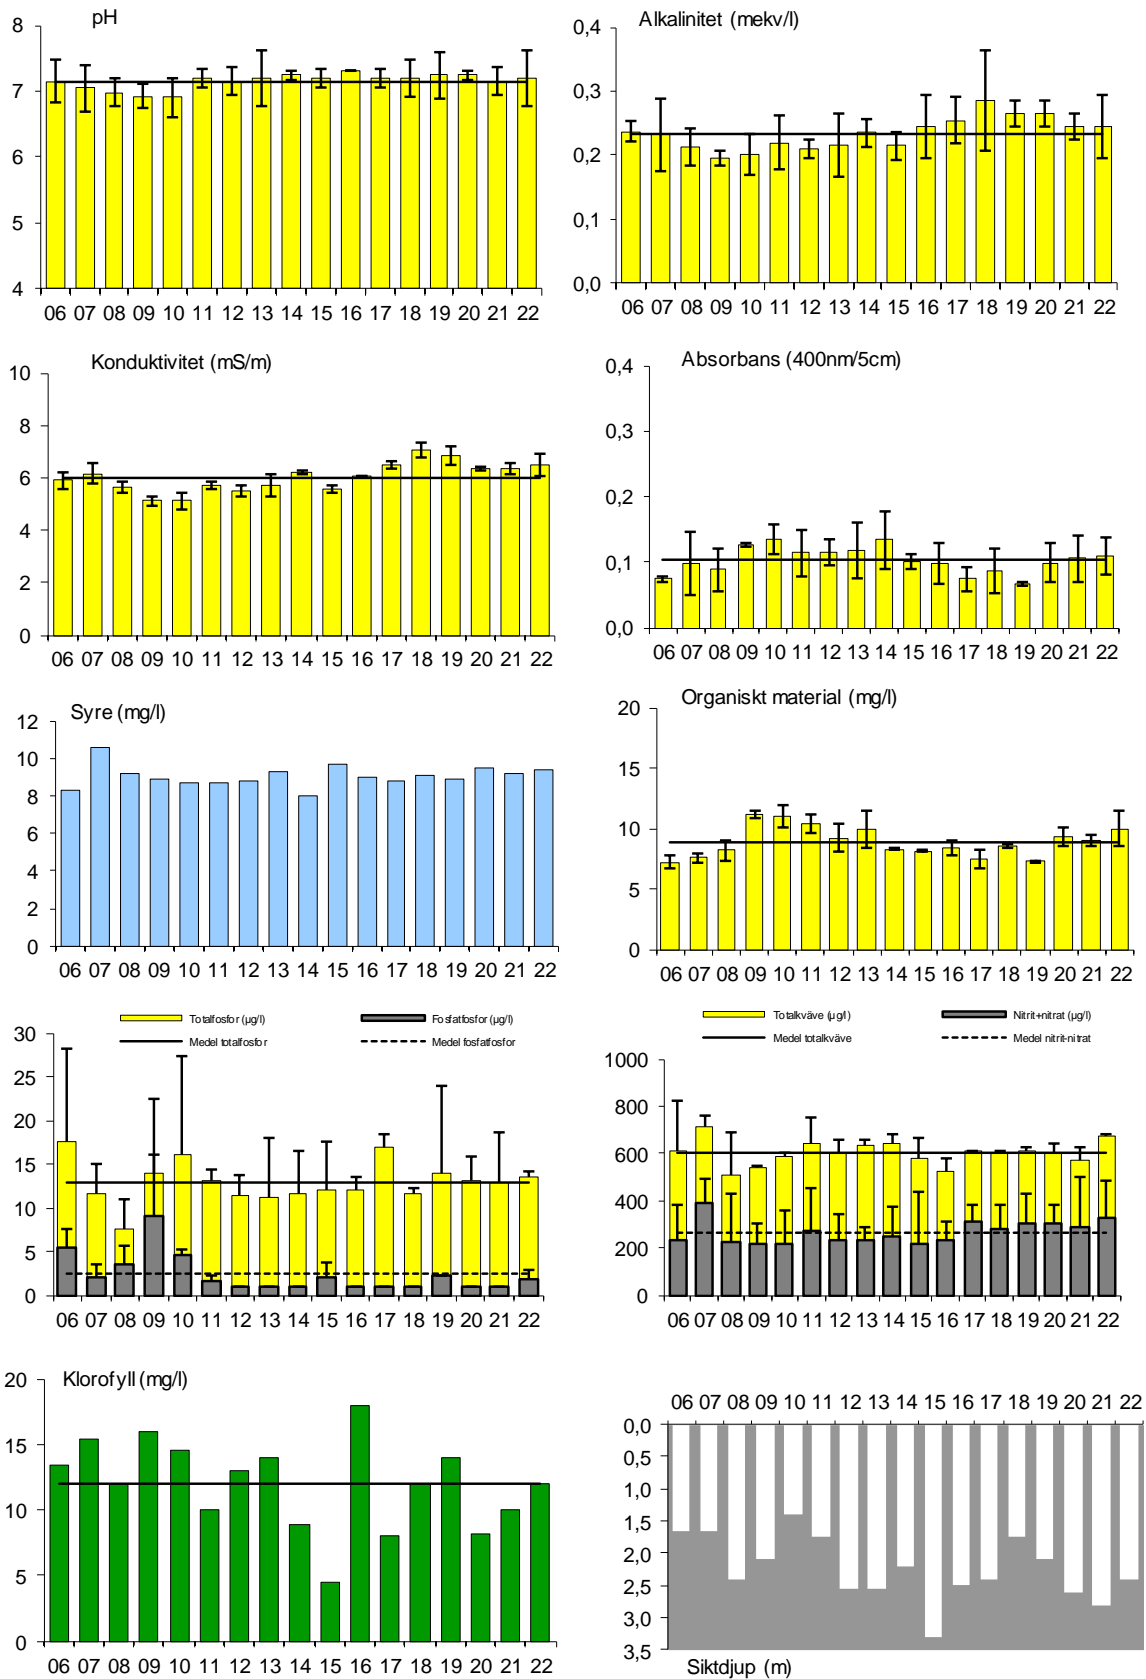 pH
8
7
6
5
4
06 07 08 09 10 11 12 13 14 15 16 17 18 19 20 21 22
Alkalinitet (mekv/l)
0,4
0,3
0,2
0,1
0,0
06 07 08 09 10 11 12 13 14 15 16 17 18 19 20 21 22
Konduktivitet (mS/m)
10
8
6
4
2
0
06 07 08 09 10 11 12 13 14 15 16 17 18 19 20 21 22
Absorbans (400nm/5cm)
0,4
0,3
0,2
0,1
0,0
06 07 08 09 10 11 12 13 14 15 16 17 18 19 20 21 22
Syre (mg/l)
12
10
8
6
4
2
0
06 07 08 09 10 11 12 13 14 15 16 17 18 19 20 22
Organiskt material (mg/l)
20
15
10
5
0
06 07 08 09 10 11 12 13 14 15 16 17 18 19 20 21 22
Totalfosfor (µg/l) Fosfatfosfor (µg/l)
Medel totalfosfor Medel fosfatfosfor
30
25
20
15
10
5
0
06 07 08 09 10 11 12 13 14 15 16 17 18 19 20 21 22
Totalkväve (µg/l) Nitrit+nitrat (µg/l)
Medel totalkväve Medel nitrit-nitrat
1000
800
600
400
200
0
06 07 08 09 10 11 12 13 14 15 16 17 18 19 20 21 22
Klorofyll (mg/l)
20
15
10
5
0
06 07 08 09 10 11 12 13 14 15 16 17 18 19 20 21 22
06 07 08 09 10 11 12 13 14 15 16 17 18 19 20 21 22
0,0
0,5
1,0
1,5
2,0
2,5
3,0
3,5
Siktdjup (m)